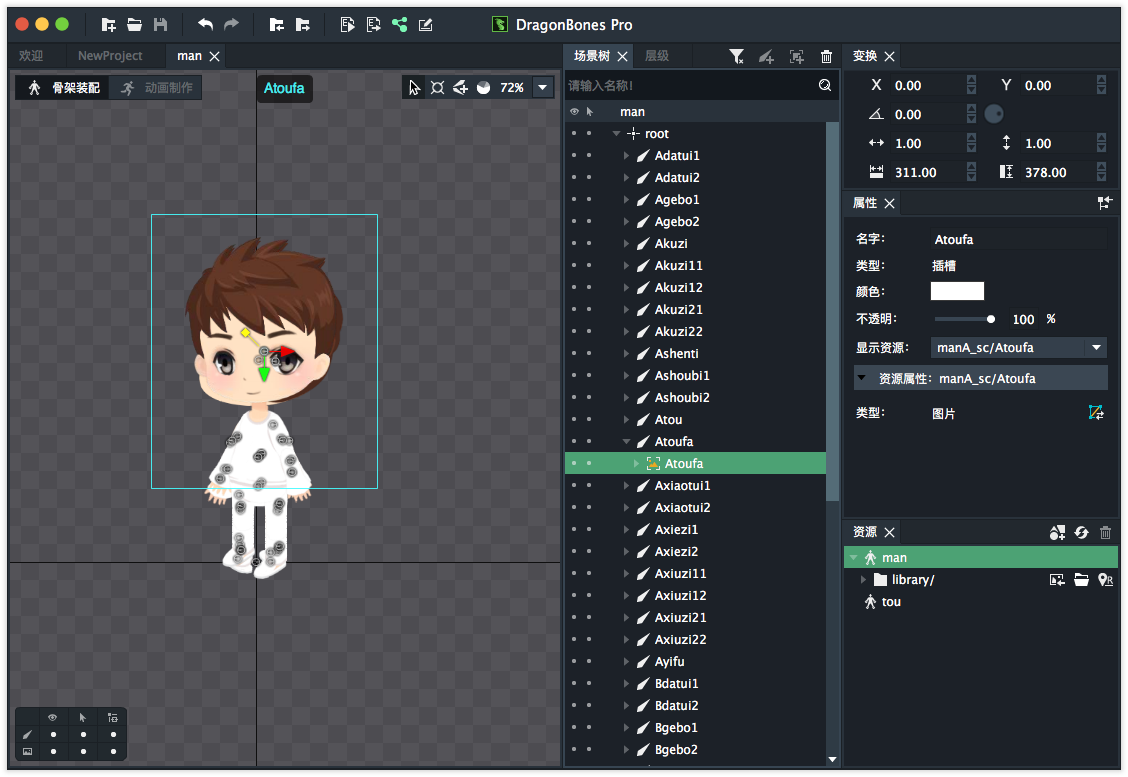 DragonBones Pro
欢迎
NewProject
man
骨架装配
动画制作
Atoufa
72%
场景树
层级
请输入名称!
man
root
Adatui1
Adatui2
Agebo1
Agebo2
Akuzi
Akuzi11
Akuzi12
Akuzi21
Akuzi22
Ashenti
Ashoubi1
Ashoubi2
Atou
Atoufa
Atoufa
Axiaotui1
Axiaotui2
Axiezi1
Axiezi2
Axiuzi11
Axiuzi12
Axiuzi21
Axiuzi22
Ayifu
Bdatui1
Bdatui2
Bgebo1
Bgebo2
变换
X 0.00 Y 0.00
0.00
1.00 1.00
311.00 378.00
属性
名字: Atoufa
类型: 插槽
颜色:
不透明: 100 %
显示资源: manA_sc/Atoufa
资源属性: manA_sc/Atoufa
类型: 图片
资源
man
library/
R
tou